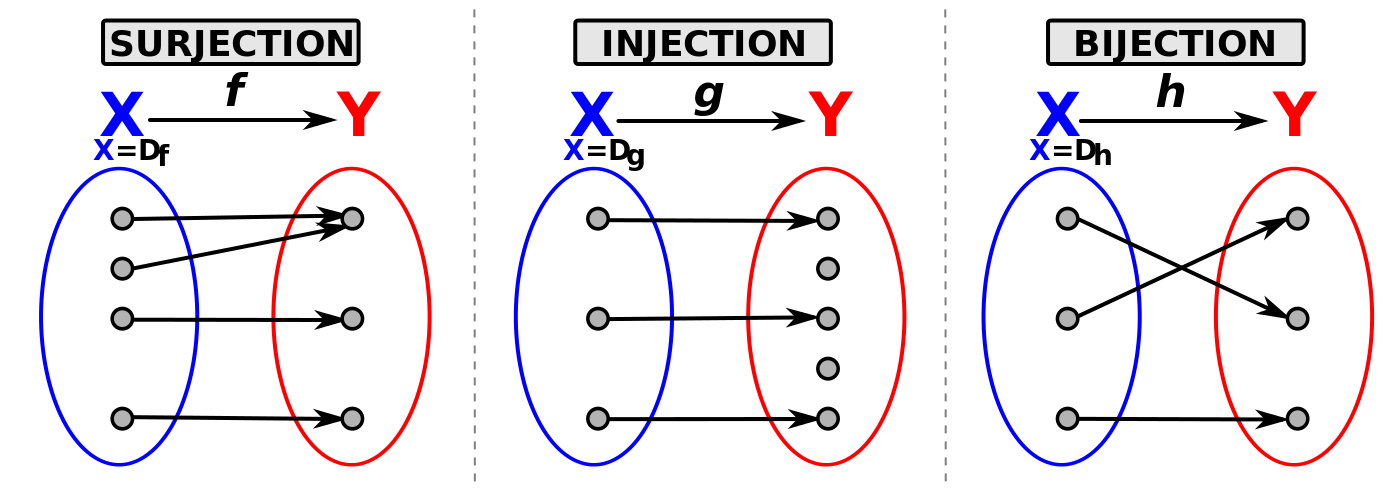 SURJECTION
f
X Y
X=Df
INJECTION
g
X Y
X=Dg
BIJECTION
h
X Y
X=Dh